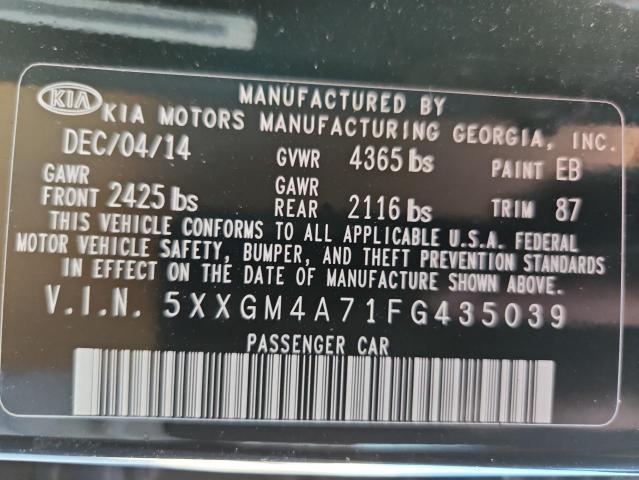 MANUFACTURED BY
KIA KIA MOTORS MANUFACTURING GEORGIA, INC.
DEC/04/14 GVWR 4365 lbs PAINT EB
GAWR FRONT 2425 lbs GAWR REAR 2116 lbs TRIM 87
THIS VEHICLE CONFORMS TO ALL APPLICABLE U.S.A. FEDERAL
MOTOR VEHICLE SAFETY, BUMPER, AND THEFT PREVENTION STANDARDS
IN EFFECT ON THE DATE OF MANUFACTURE SHOWN ABOVE.
V.I.N. 5XXGM4A71FG435039
PASSENGER CAR